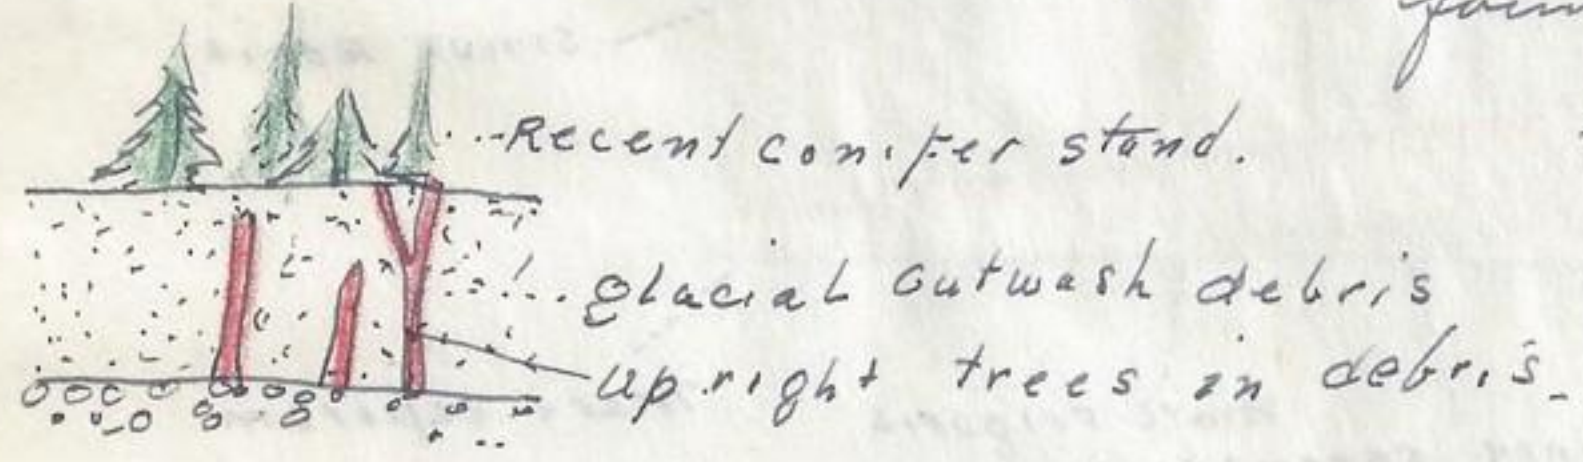 Recent conifer stand.
glacial outwash debris
upright trees in debris.